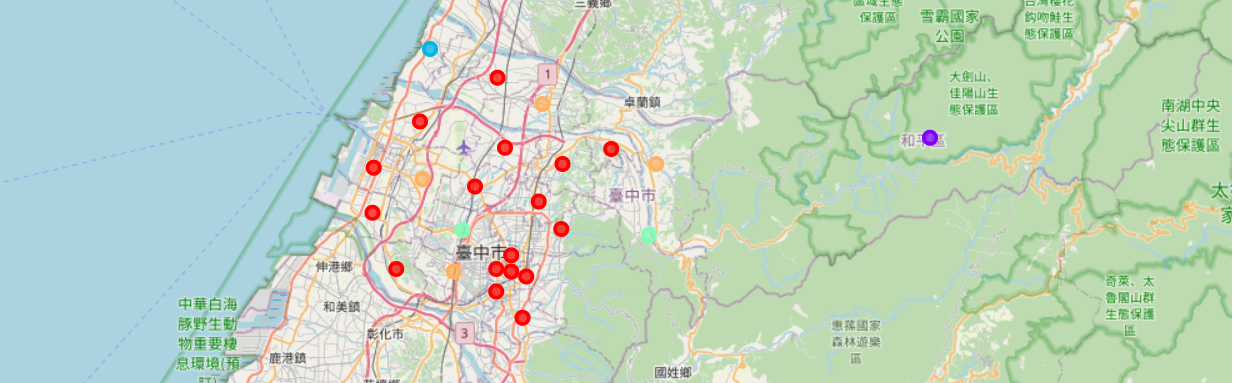 三義鄉
區域生態
保護區
雪霸國家
公園
台灣櫻花
鉤吻鮭生
態保護區
1
卓蘭鎮
大劍山、
佳陽山生
態保護區
南湖中央
尖山群生
態保護區
和平區
臺中市
太
臺中市
伸港鄉
中華白海
豚野生動
物重要棲
息環境(預
訂)
和美鎮
彰化市
3
鹿港鎮
惠蓀國家
森林遊樂
區
奇萊、太
魯閣山群
生態保護
區
國姓鄉